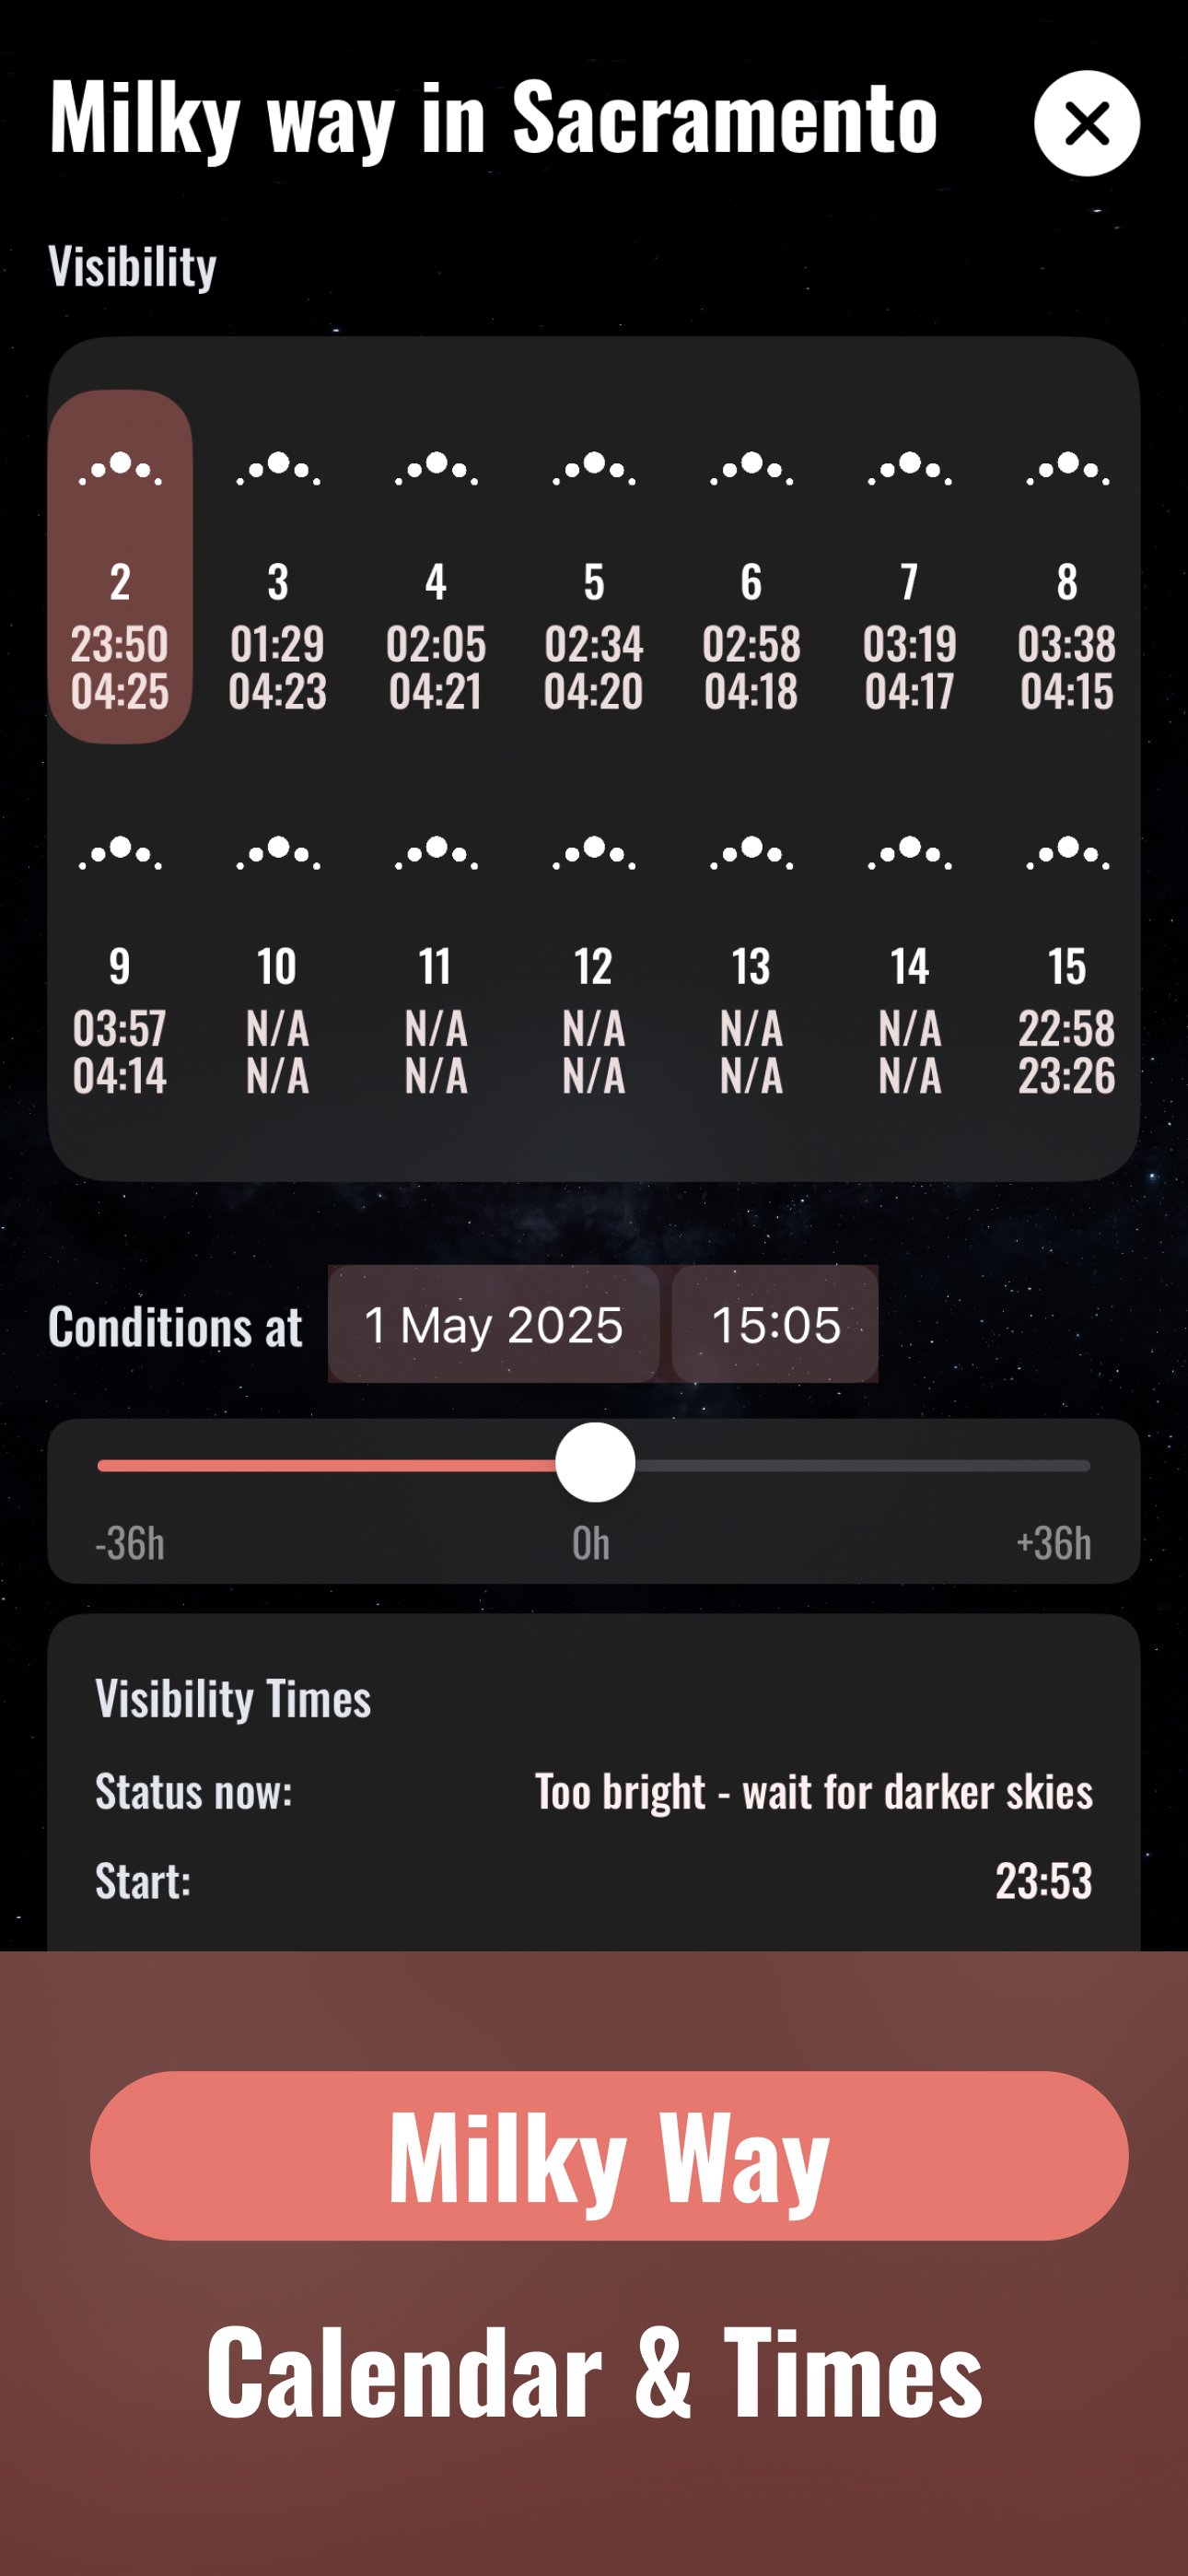 Milky way in Sacramento
Visibility
2 3 4 5 6 7 8
23:50 01:29 02:05 02:34 02:58 03:19 03:38
04:25 04:23 04:21 04:20 04:18 04:17 04:15
9 10 11 12 13 14 15
03:57 N/A N/A N/A N/A N/A 22:58
04:14 N/A N/A N/A N/A N/A 23:26
Conditions at 1 May 2025 15:05
-36h 0h +36h
Visibility Times
Status now: Too bright - wait for darker skies
Start: 23:53
Milky Way
Calendar & Times